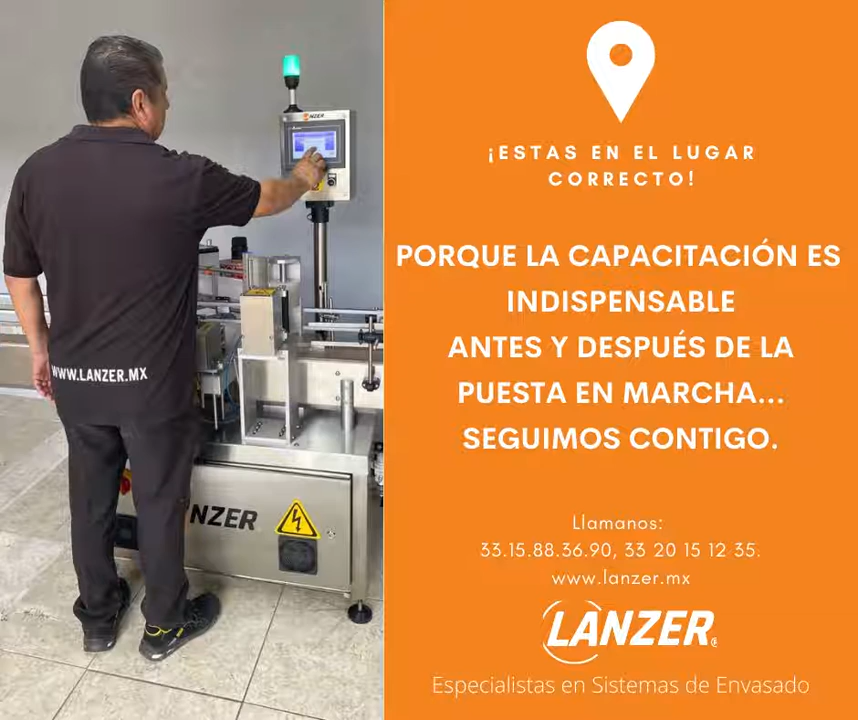 ¡ESTAS EN EL LUGAR
CORRECTO!
PORQUE LA CAPACITACIÓN ES
INDISPENSABLE
ANTES Y DESPUÉS DE LA
PUESTA EN MARCHA...
SEGUIMOS CONTIGO.
Llamanos:
33.15.88.36.90, 33 20 15 12 35.
www.lanzer.mx
LANZER
Especialistas en Sistemas de Envasado
WWW.LANZER.MX
NZER